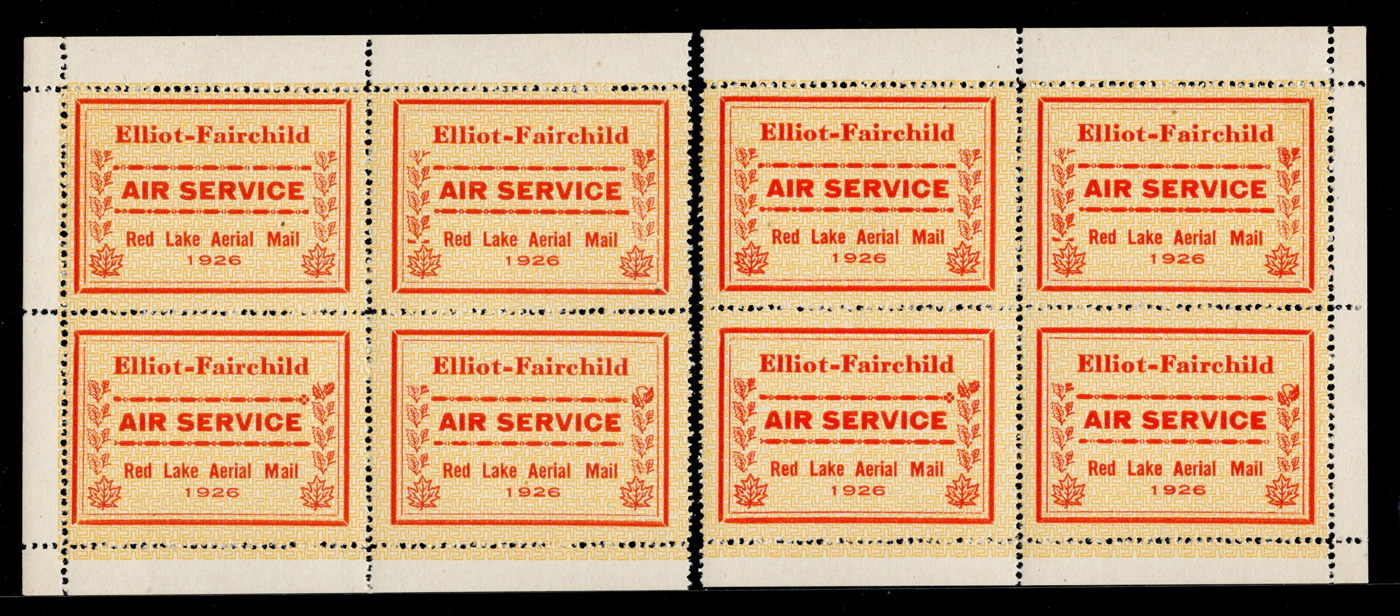 Elliot-Fairchild
AIR SERVICE
Red Lake Aerial Mail
1926
Elliot-Fairchild
AIR SERVICE
Red Lake Aerial Mail
1926
Elliot-Fairchild
AIR SERVICE
Red Lake Aerial Mail
1926
Elliot-Fairchild
AIR SERVICE
Red Lake Aerial Mail
1926
Elliot-Fairchild
AIR SERVICE
Red Lake Aerial Mail
1926
Elliot-Fairchild
AIR SERVICE
Red Lake Aerial Mail
1926
Elliot-Fairchild
AIR SERVICE
Red Lake Aerial Mail
1926
Elliot-Fairchild
AIR SERVICE
Red Lake Aerial Mail
1926